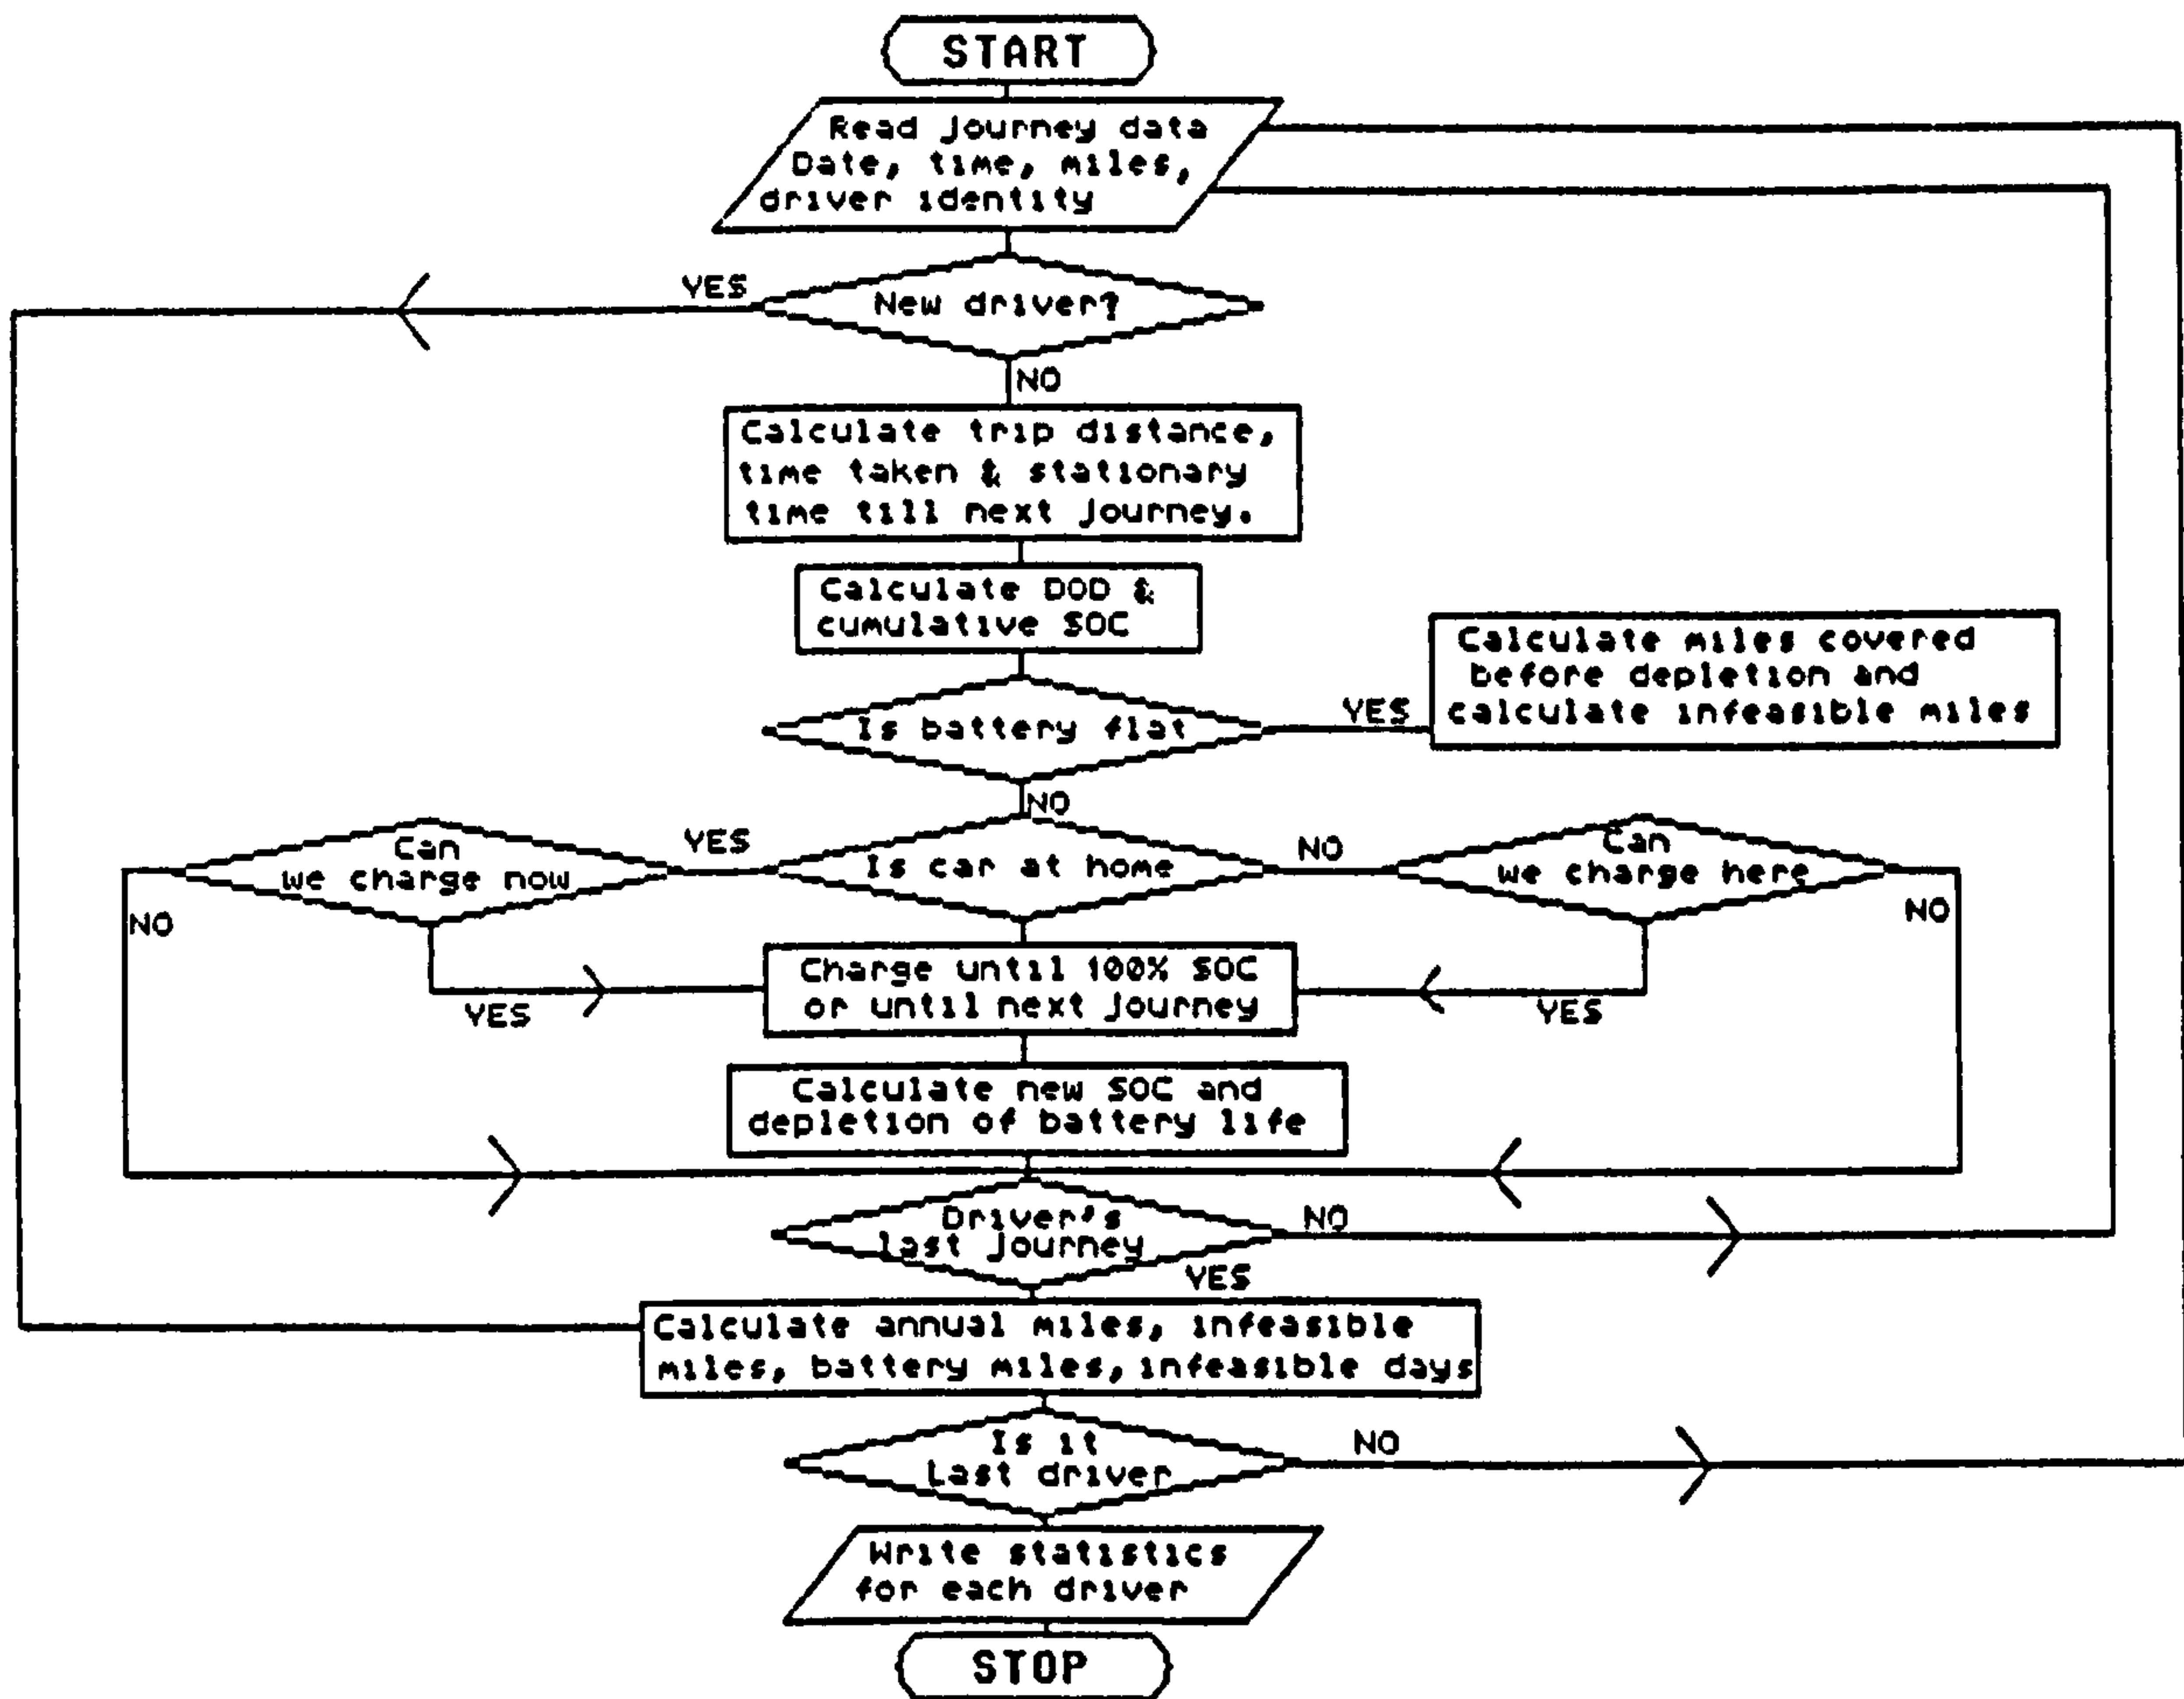 START
Read Journey data
Date, time, miles,
driver identity
YES
New driver?
NO
Calculate trip distance,
time taken & stationary
time till next Journey.
Calculate DOD &
cumulative SOC
Calculate miles covered
before depletion and
calculate infeasible miles
Is battery flat
YES
NO
Can
we charge now
YES
Is car at home
NO
Can
we charge here
NO
NO
Charge until 100% SOC
or until next Journey
YES
YES
Calculate new SOC and
depletion of battery life
Driver's
last Journey
NO
YES
Calculate annual miles, infeasible
miles, battery miles, infeasible days
Is it
Last driver
NO
Write statistics
for each driver
STOP